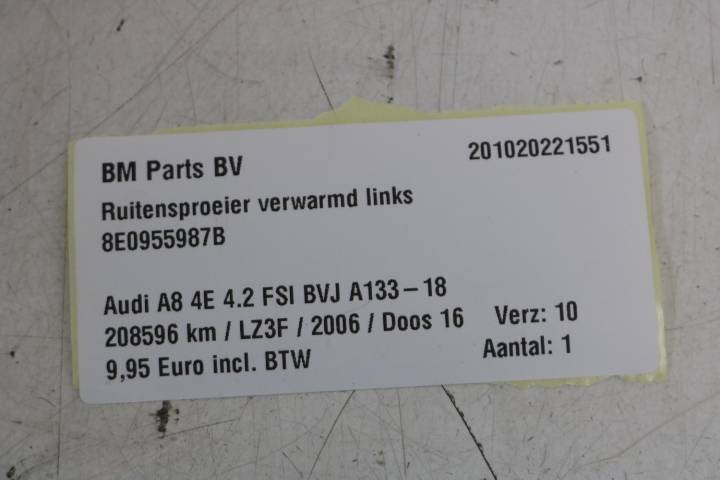 BM Parts BV 201020221551
Ruitensproeier verwarmd links
8E0955987B
Audi A8 4E 4.2 FSI BVJ A133-18
208596 km / LZ3F / 2006 / Doos 16 Verz: 10
9,95 Euro incl. BTW Aantal: 1